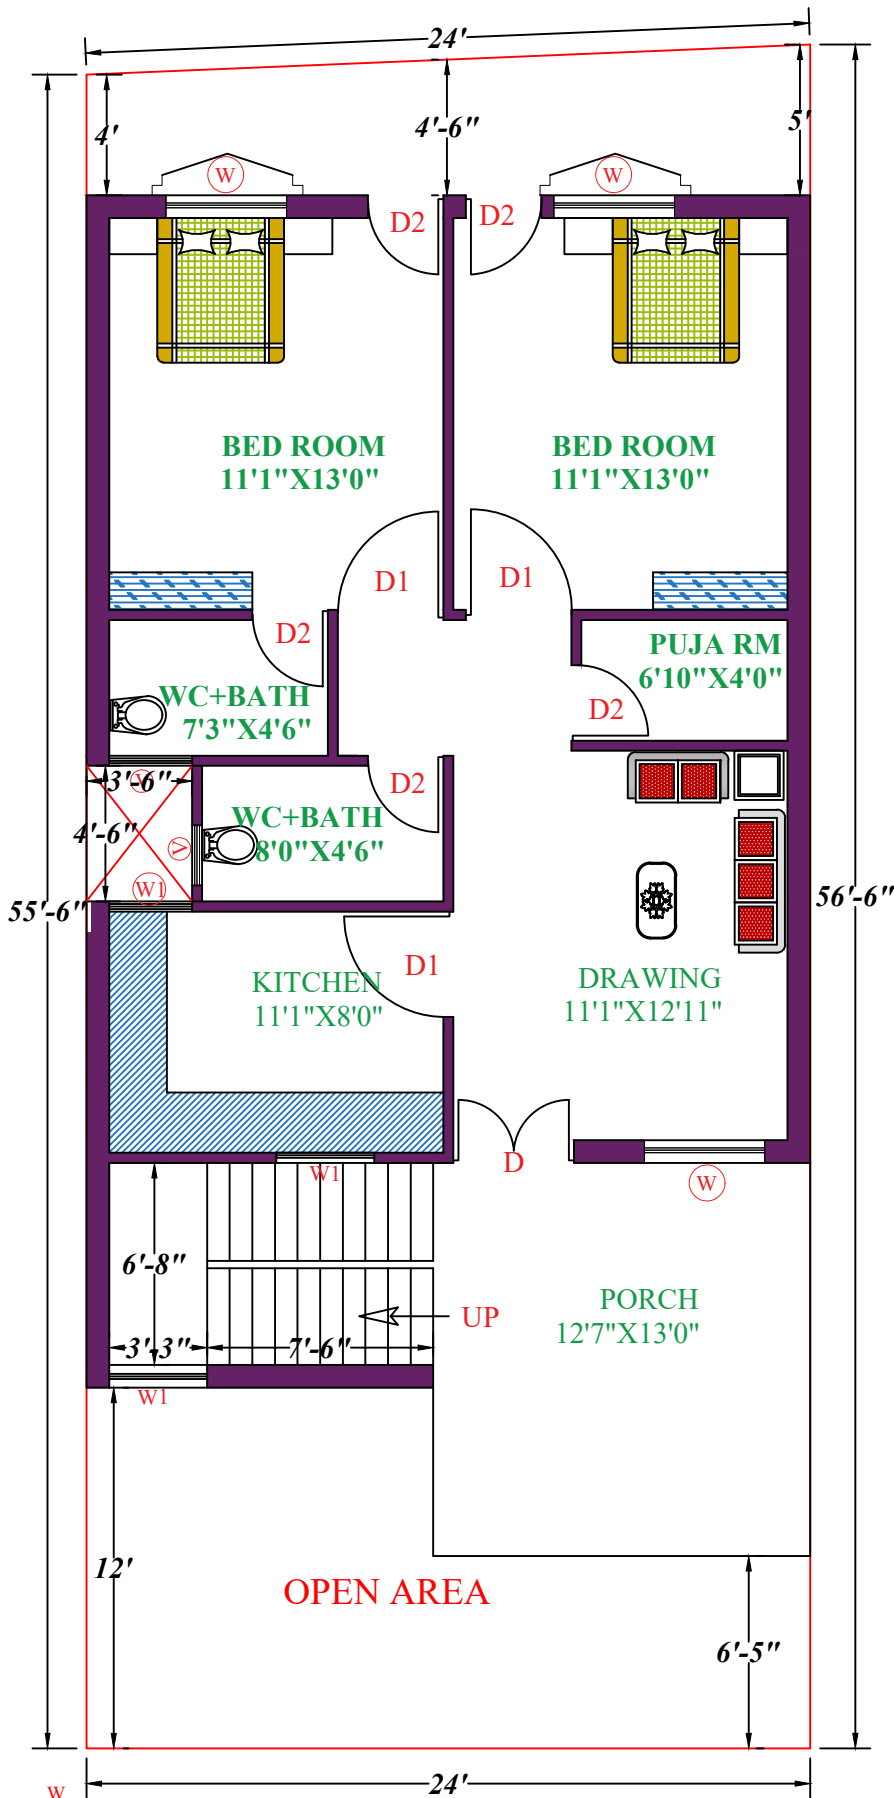 24'
4'
4'-6"
5'
W
W
D2
D2
BED ROOM
11'1"X13'0"
BED ROOM
11'1"X13'0"
D1
D1
D2
PUJA RM
6'10"X4'0"
WC+BATH
7'3"X4'6"
D2
3'-6"
V
D2
4'-6"
WC+BATH
8'0"X4'6"
V
W1
55'-6"
56'-6"
D1
KITCHEN
11'1"X8'0"
DRAWING
11'1"X12'11"
W1
D
W
6'-8"
UP
PORCH
12'7"X13'0"
3'-3"
7'-6"
W1
12'
OPEN AREA
6'-5"
24'
W